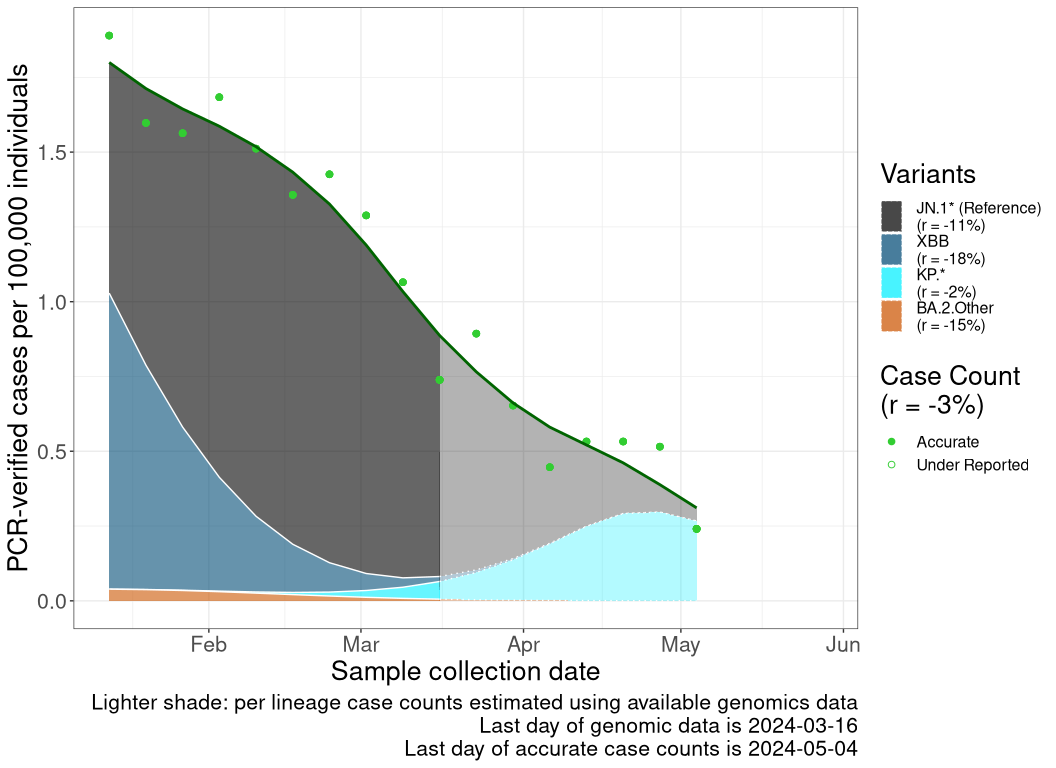 PCR-verified cases per 100,000 individuals
1.5
1.0
0.5
0.0
Feb
Mar
Apr
May
Jun
Sample collection date
Lighter shade: per lineage case counts estimated using available genomics data
Last day of genomic data is 2024-03-16
Last day of accurate case counts is 2024-05-04
Variants
JN.1* (Reference)
(r = -11%)
XBB
(r = -18%)
KP.*
(r = -2%)
BA.2.Other
(r = -15%)
Case Count
(r = -3%)
Accurate
Under Reported